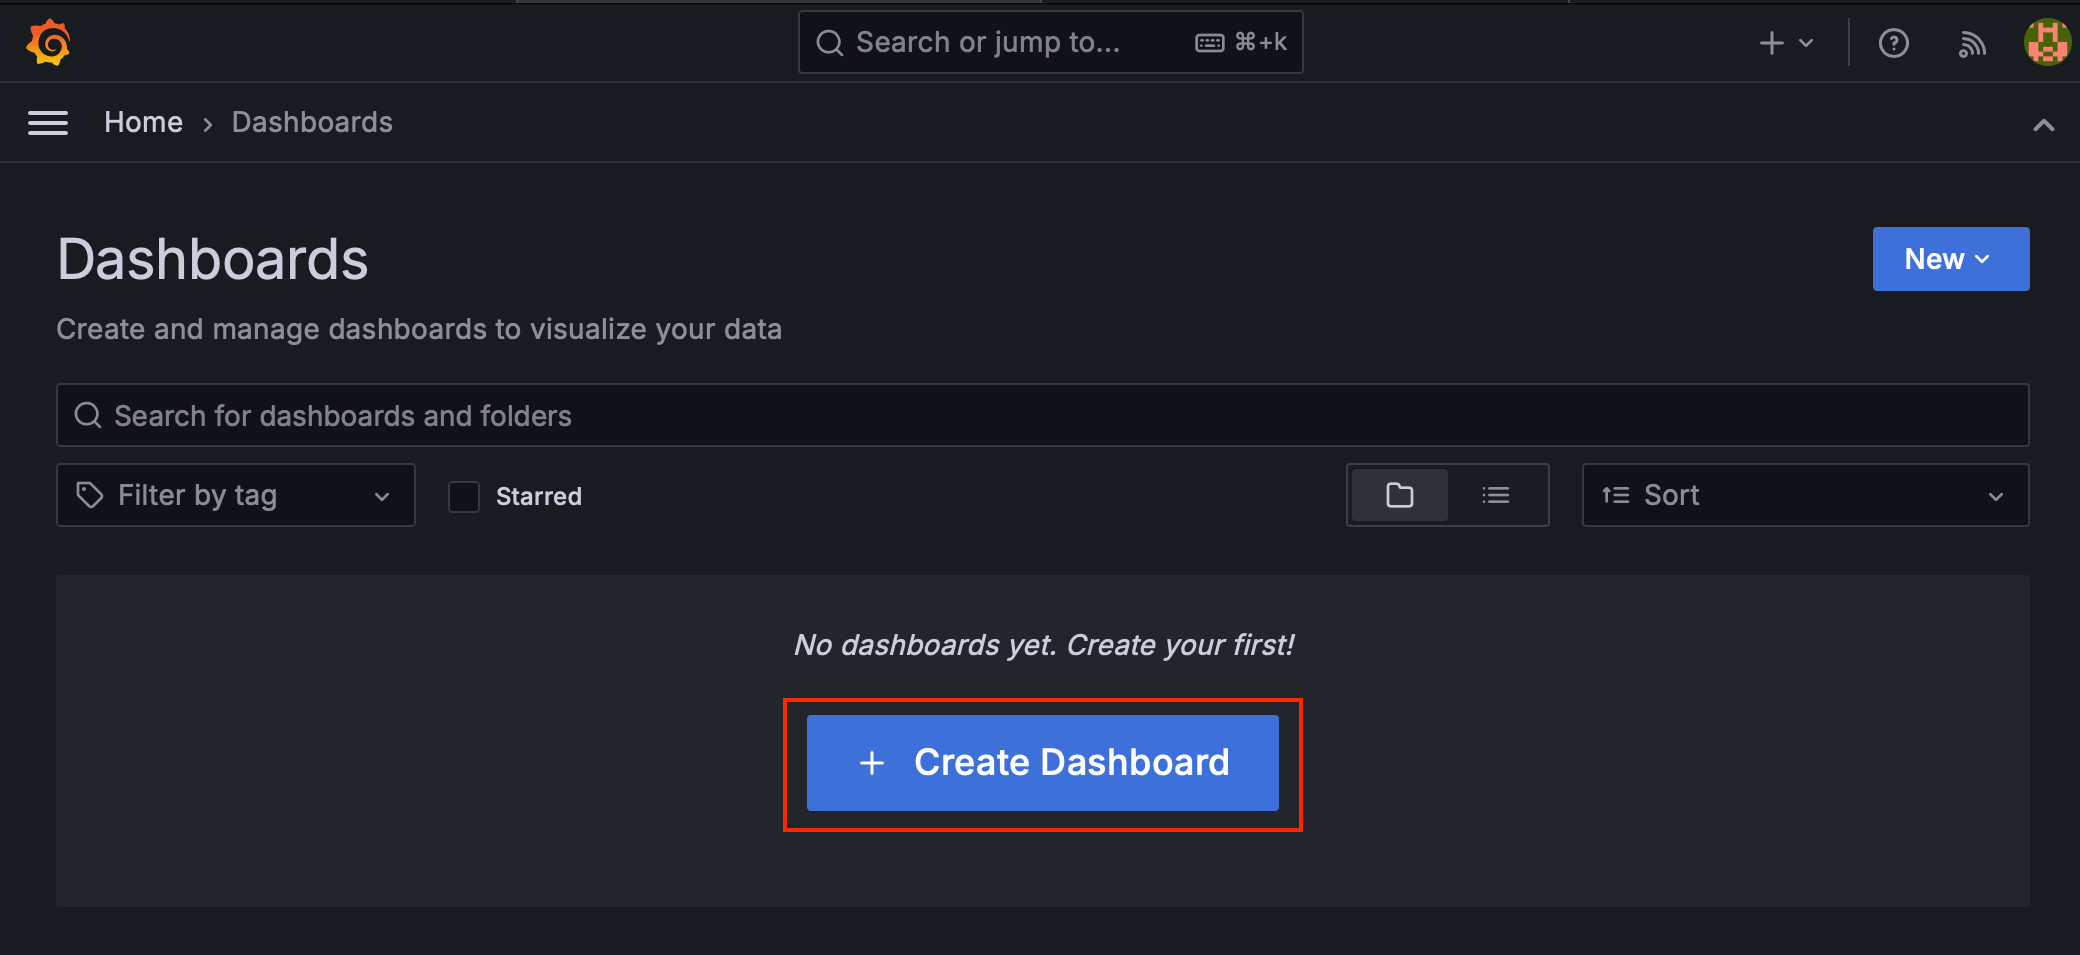 Search or jump to... ⌘+k
Home › Dashboards
Dashboards
New
Create and manage dashboards to visualize your data
Search for dashboards and folders
Filter by tag
Starred
Sort
No dashboards yet. Create your first!
+ Create Dashboard